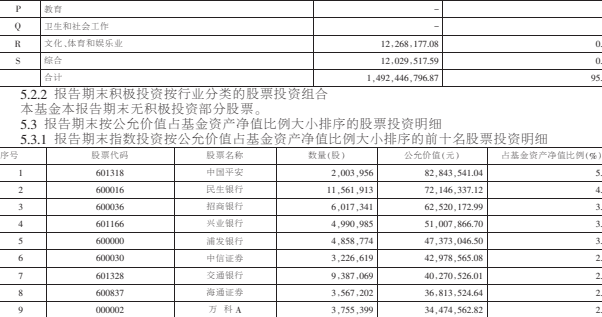 P 教育 －
Q 卫生和社会工作 －
R 文化、体育和娱乐业 12,268,177.08 0.
S 综合 12,029,517.59 0.
合计 1,492,446,796.87 95.
5.2.2 报告期末积极投资按行业分类的股票投资组合
本基金本报告期末无积极投资部分股票。
5.3 报告期末按公允价值占基金资产净值比例大小排序的股票投资明细
5.3.1 报告期末指数投资按公允价值占基金资产净值比例大小排序的前十名股票投资明细
序号 股票代码 股票名称 数量(股) 公允价值(元) 占基金资产净值比例(%)
1 601318 中国平安 2,003,956 82,843,541.04 5.
2 600016 民生银行 11,561,913 72,146,337.12 4.
3 600036 招商银行 6,017,341 62,520,172.99 3.
4 601166 兴业银行 4,990,985 51,007,866.70 3.
5 600000 浦发银行 4,858,774 47,373,046.50 3.
6 600030 中信证券 3,226,619 42,978,565.08 2.
7 601328 交通银行 9,387,069 40,270,526.01 2.
8 600837 海通证券 3,567,202 36,813,524.64 2.
9 000002 万 科 A 3,755,399 34,474,562.82 2.